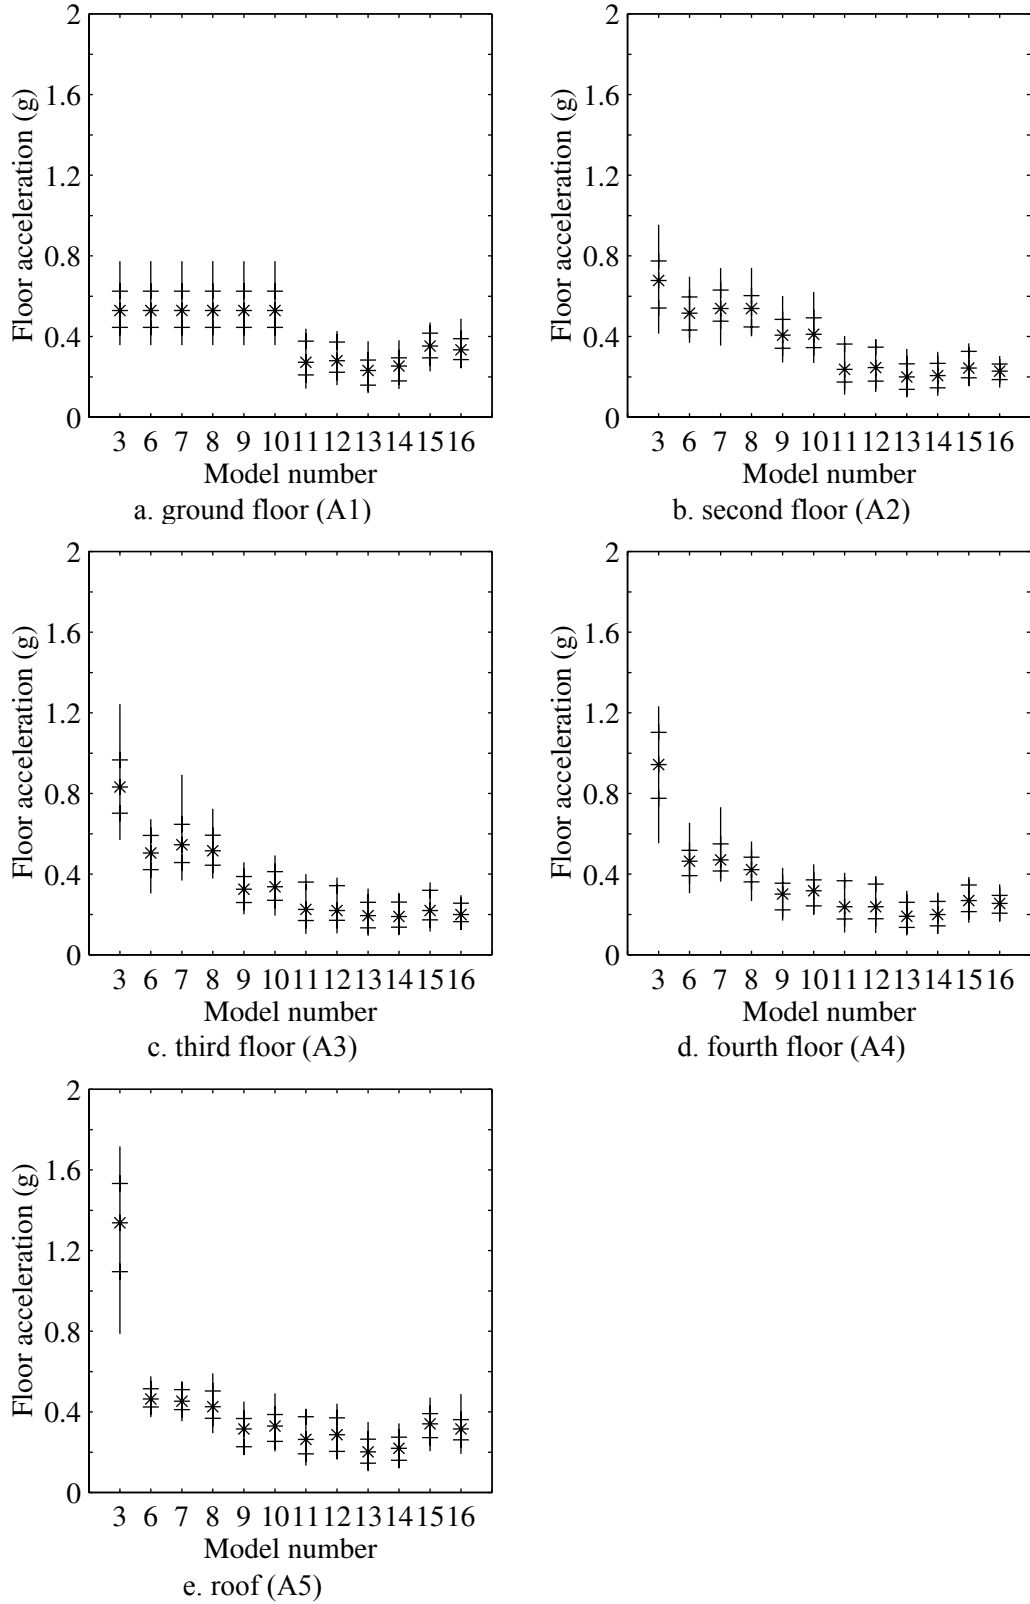 2
1.6
1.2
0.8
0.4
0
Floor acceleration (g)
3 6 7 8 9 10 11 12 13 14 15 16
Model number
a. ground floor (A1)
2
1.6
1.2
0.8
0.4
0
Floor acceleration (g)
3 6 7 8 9 10 11 12 13 14 15 16
Model number
b. second floor (A2)
2
1.6
1.2
0.8
0.4
0
Floor acceleration (g)
3 6 7 8 9 10 11 12 13 14 15 16
Model number
c. third floor (A3)
2
1.6
1.2
0.8
0.4
0
Floor acceleration (g)
3 6 7 8 9 10 11 12 13 14 15 16
Model number
d. fourth floor (A4)
2
1.6
1.2
0.8
0.4
0
Floor acceleration (g)
3 6 7 8 9 10 11 12 13 14 15 16
Model number
e. roof (A5)